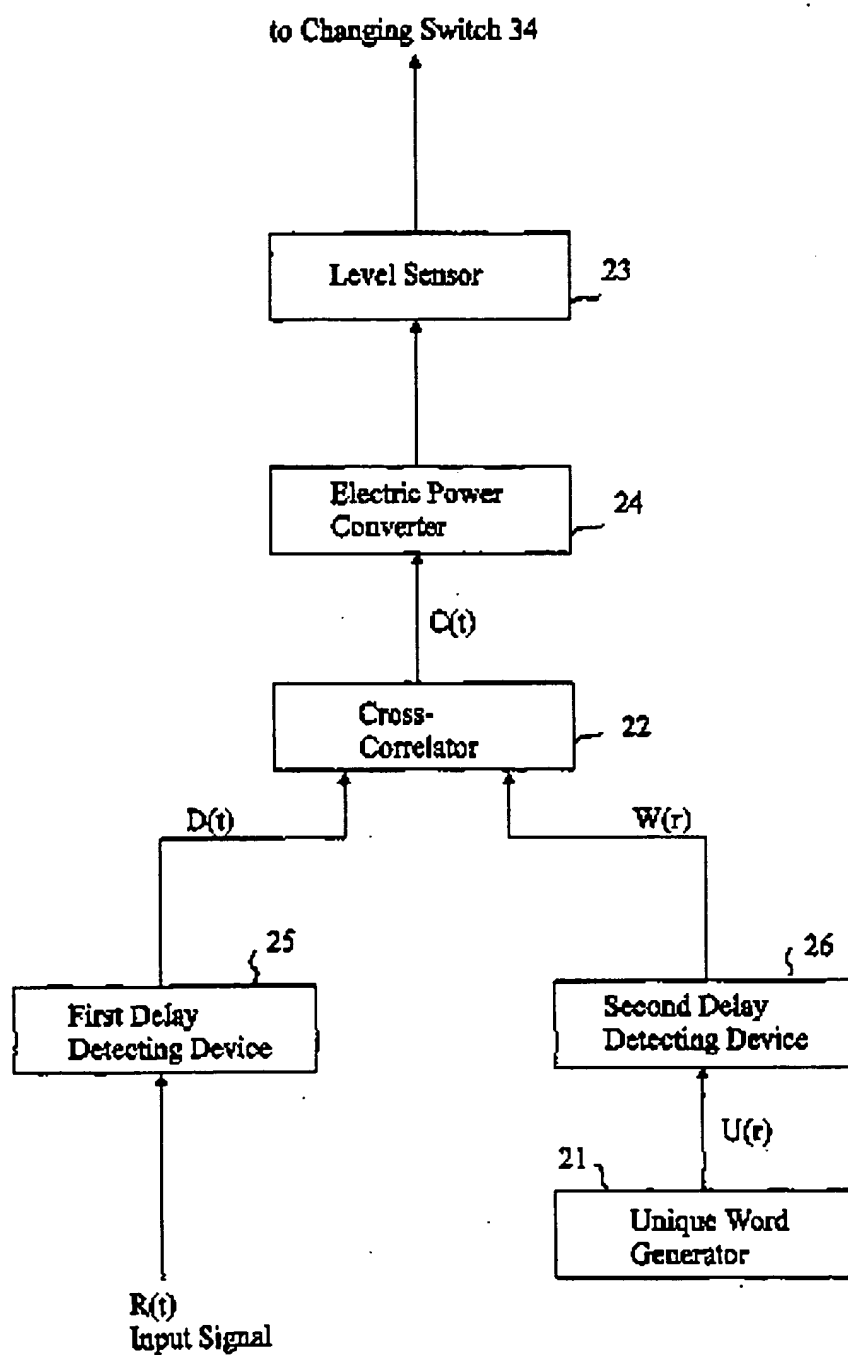 to Changing Switch 34
Level Sensor
23
Electric Power
Converter
24
C(t)
Cross-
Correlator
22
D(t)
W(r)
25
26
First Delay
Detecting Device
Second Delay
Detecting Device
U(r)
21
Unique Word
Generator
R(t)
Input Signal